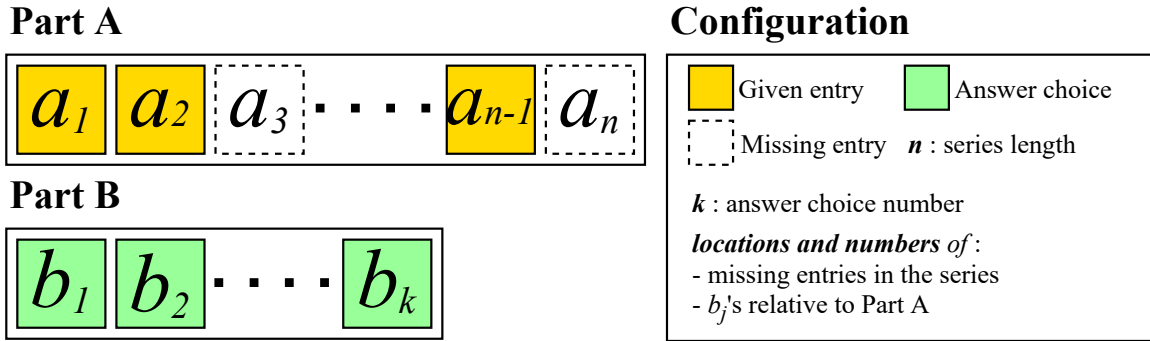 Part A
a1 a2 a3 · · · · an-1 an
Part B
b1 b2 · · · · bk
Configuration
Given entry
Answer choice
Missing entry
n : series length
k : answer choice number
locations and numbers of :
- missing entries in the series
- bj's relative to Part A